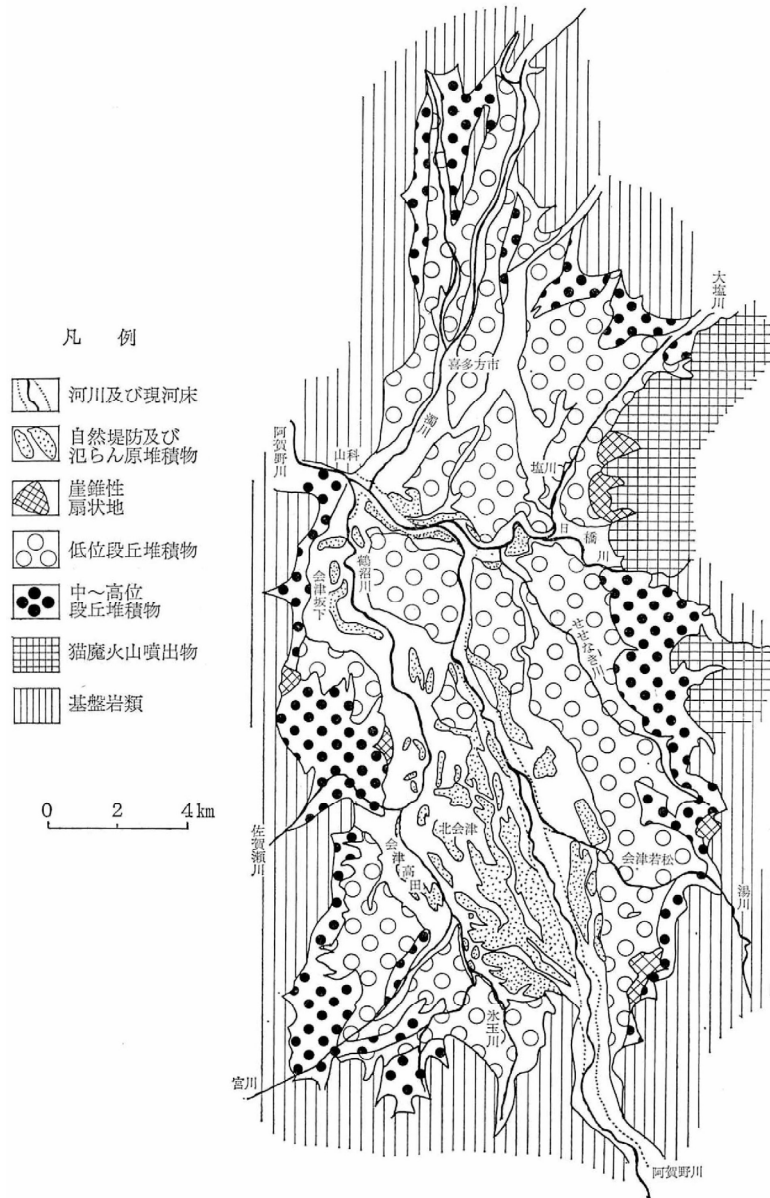 凡 例
河川及び現河床
自然堤防及び
氾らん原堆積物
崖錐性
扇状地
低位段丘堆積物
中～高位
段丘堆積物
猫魔火山噴出物
基盤岩類
0 2 4km
大塩川
喜多方市
濁川
阿賀野川
山科
塩川
日橋川
鶴沼川
会津坂下
せせなき川
佐賀瀬川
北会津
会津高田
会津若松
湯川
氷玉川
宮川
阿賀野川